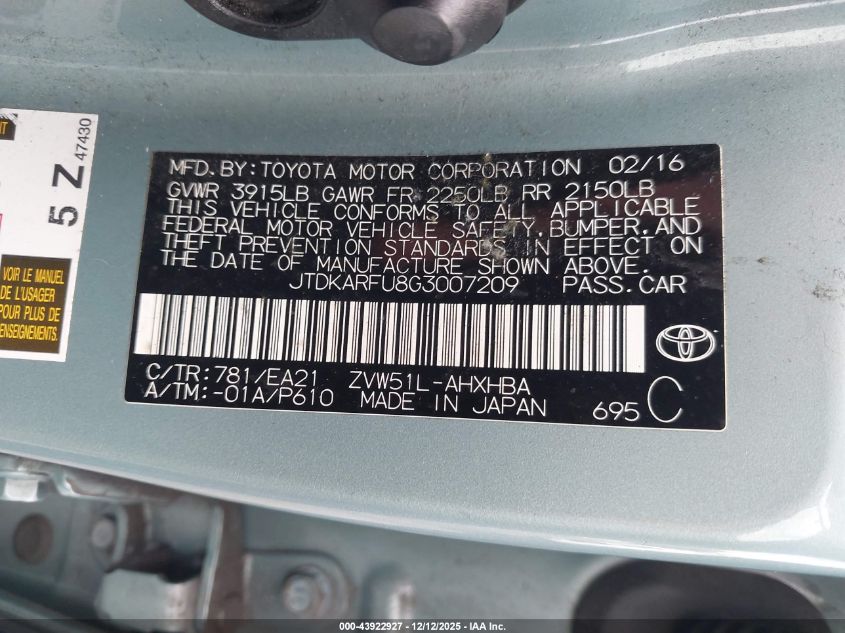 5 Z 47430
VOIR LE MANUEL
DE L'USAGER
POUR PLUS DE
RENSEIGNEMENTS.
MFD.BY:TOYOTA MOTOR CORPORATION 02/16
GVWR 3915LB GAWR FR 2250LB RR 2150LB
THIS VEHICLE CONFORMS TO ALL APPLICABLE
FEDERAL MOTOR VEHICLE SAFETY,BUMPER,AND
THEFT PREVENTION STANDARDS IN EFFECT ON
THE DATE OF MANUFACTURE SHOWN ABOVE.
JTDKARFU8G3007209 PASS.CAR
C/TR:781/EA21 ZVW51L-AHXHBA
A/TM:-01A/P610 MADE IN JAPAN 695 C
000-43922927 - 12/12/2025 - IAA Inc.